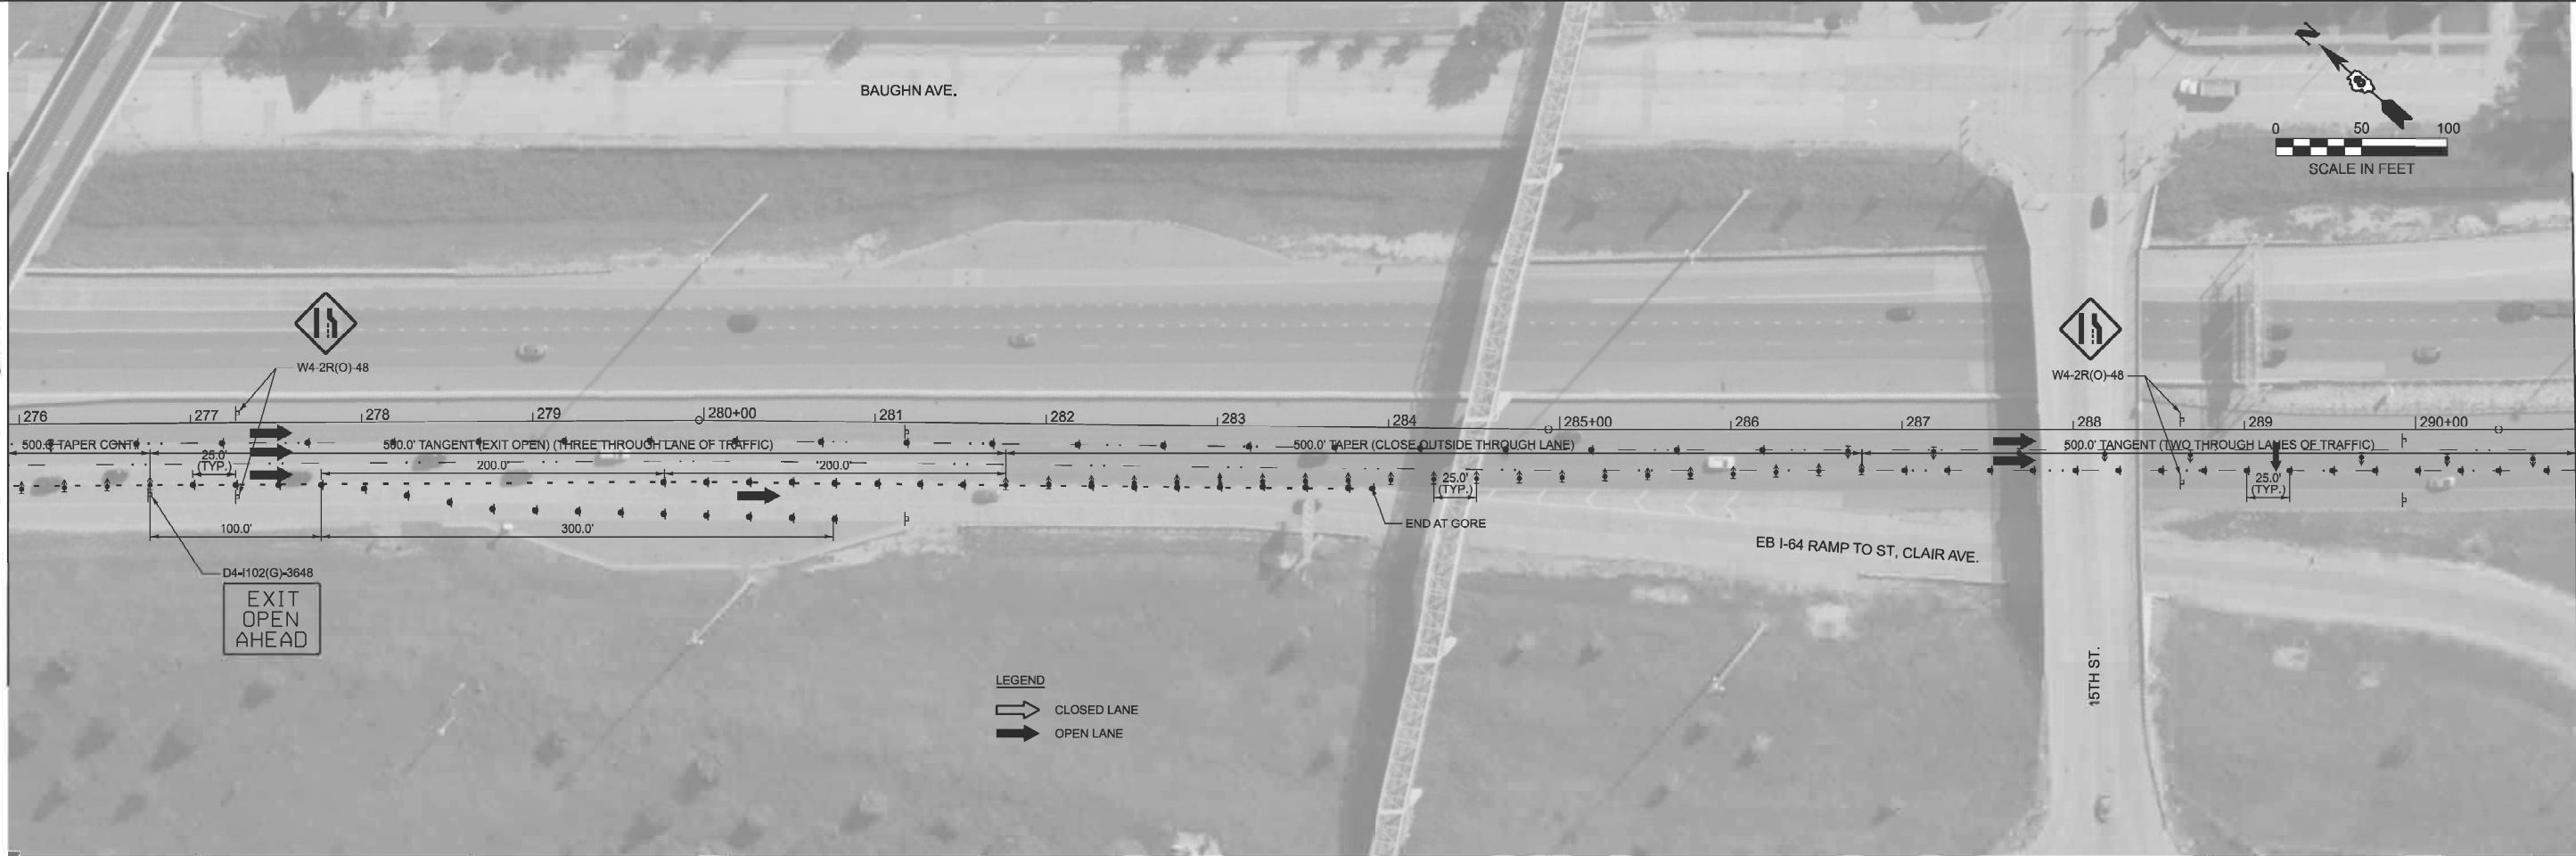 BAUGHN AVE.
N
0 50 100
SCALE IN FEET
W4-2R(O)-48
W4-2R(O)-48
276 277 278 279 280+00 281 282 283 284 285+00 286 287 288 289 290+00
500.0' TAPER CONT.
500.0' TANGENT (EXIT OPEN) (THREE THROUGH LANE OF TRAFFIC)
500.0' TAPER (CLOSE OUTSIDE THROUGH LANE)
500.0' TANGENT (TWO THROUGH LANES OF TRAFFIC)
25.0'
(TYP.)
200.0'
200.0'
25.0'
(TYP.)
25.0'
(TYP.)
100.0'
300.0'
END AT GORE
EB I-64 RAMP TO ST, CLAIR AVE.
D4-I102(G)-3648
EXIT
OPEN
AHEAD
15TH ST.
LEGEND
CLOSED LANE
OPEN LANE